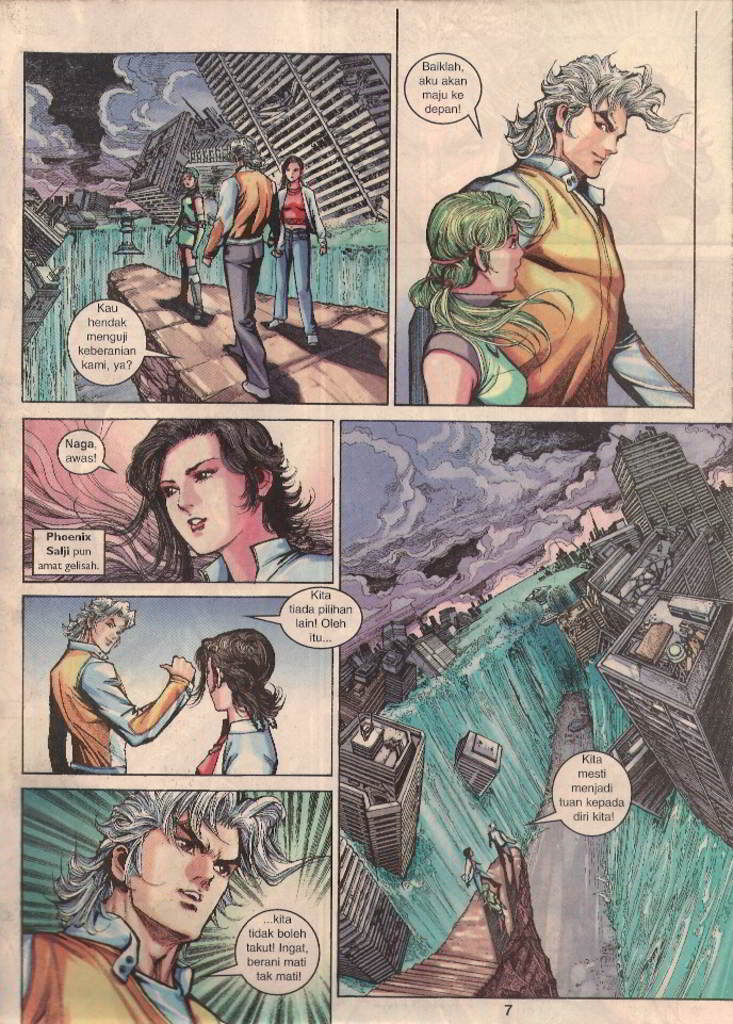 Kau
hendak
menguji
keberanian
kami, ya?
Baiklah,
aku akan
maju ke
depan!
Naga,
awas!
Phoenix
Salji pun
amat gelisah.
Kita
tiada pilihan
lain! Oleh
itu...
...kita
tidak boleh
takut! Ingat,
berani mati
tak mati!
Kita
mesti
menjadi
tuan kepada
diri kita!
7